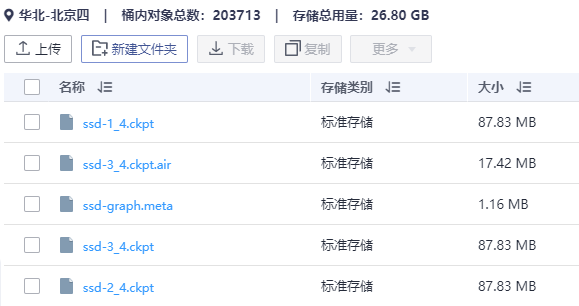 华北-北京四 | 桶内对象总数：203713 | 存储总用量：26.80 GB
上传 新建文件夹 下载 复制 更多
名称 存储类别 大小
ssd-1_4.ckpt 标准存储 87.83 MB
ssd-3_4.ckpt.air 标准存储 17.42 MB
ssd-graph.meta 标准存储 1.16 MB
ssd-3_4.ckpt 标准存储 87.83 MB
ssd-2_4.ckpt 标准存储 87.83 MB